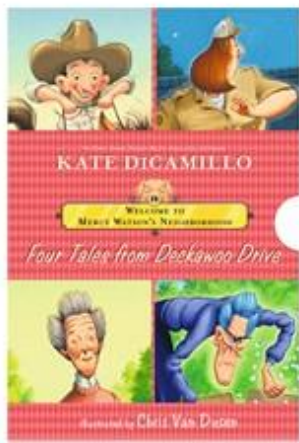 KATE DICAMILLO
WELCOME TO
MERCY WATSON'S NEIGHBORHOOD
Four Tales from Deckawoo Drive
illustrated by Chris Van Dusen